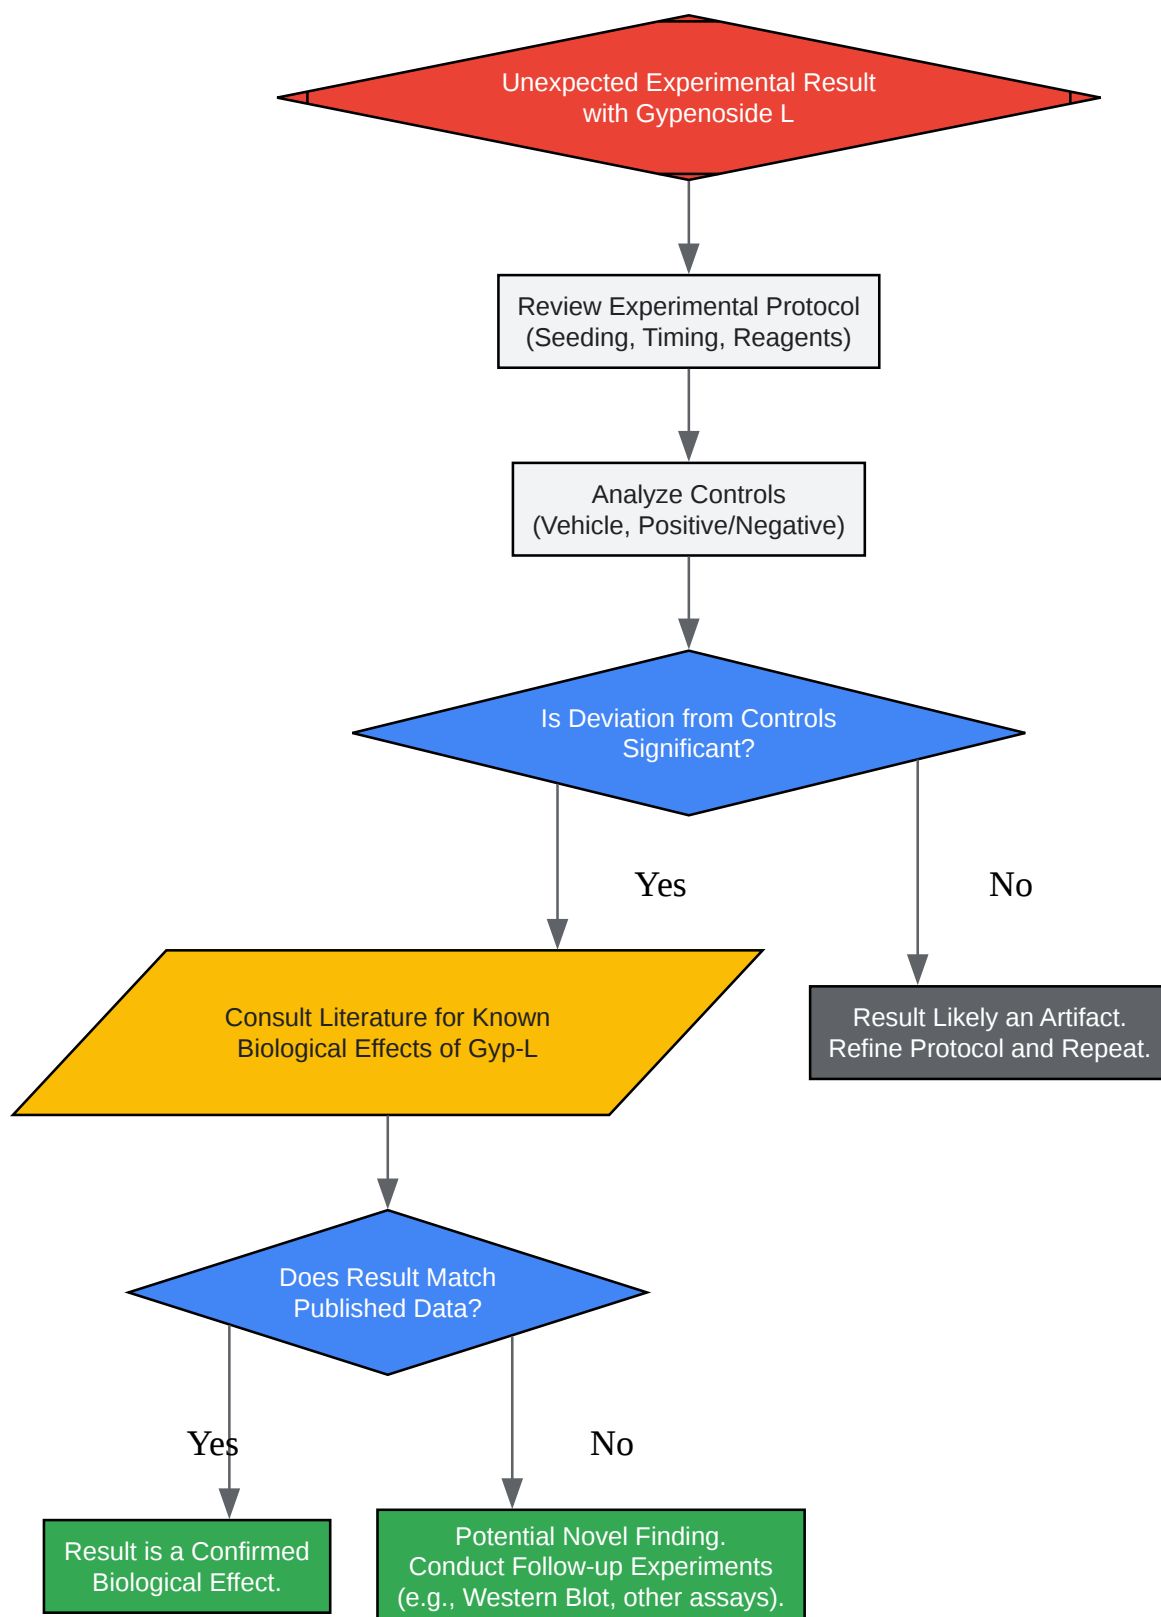 Unexpected Experimental Result
with Gypenoside L
Review Experimental Protocol
(Seeding, Timing, Reagents)
Analyze Controls
(Vehicle, Positive/Negative)
Is Deviation from Controls
Significant?
Yes
No
Consult Literature for Known
Biological Effects of Gyp-L
Result Likely an Artifact.
Refine Protocol and Repeat.
Does Result Match
Published Data?
Yes
No
Result is a Confirmed
Biological Effect.
Potential Novel Finding.
Conduct Follow-up Experiments
(e.g., Western Blot, other assays).